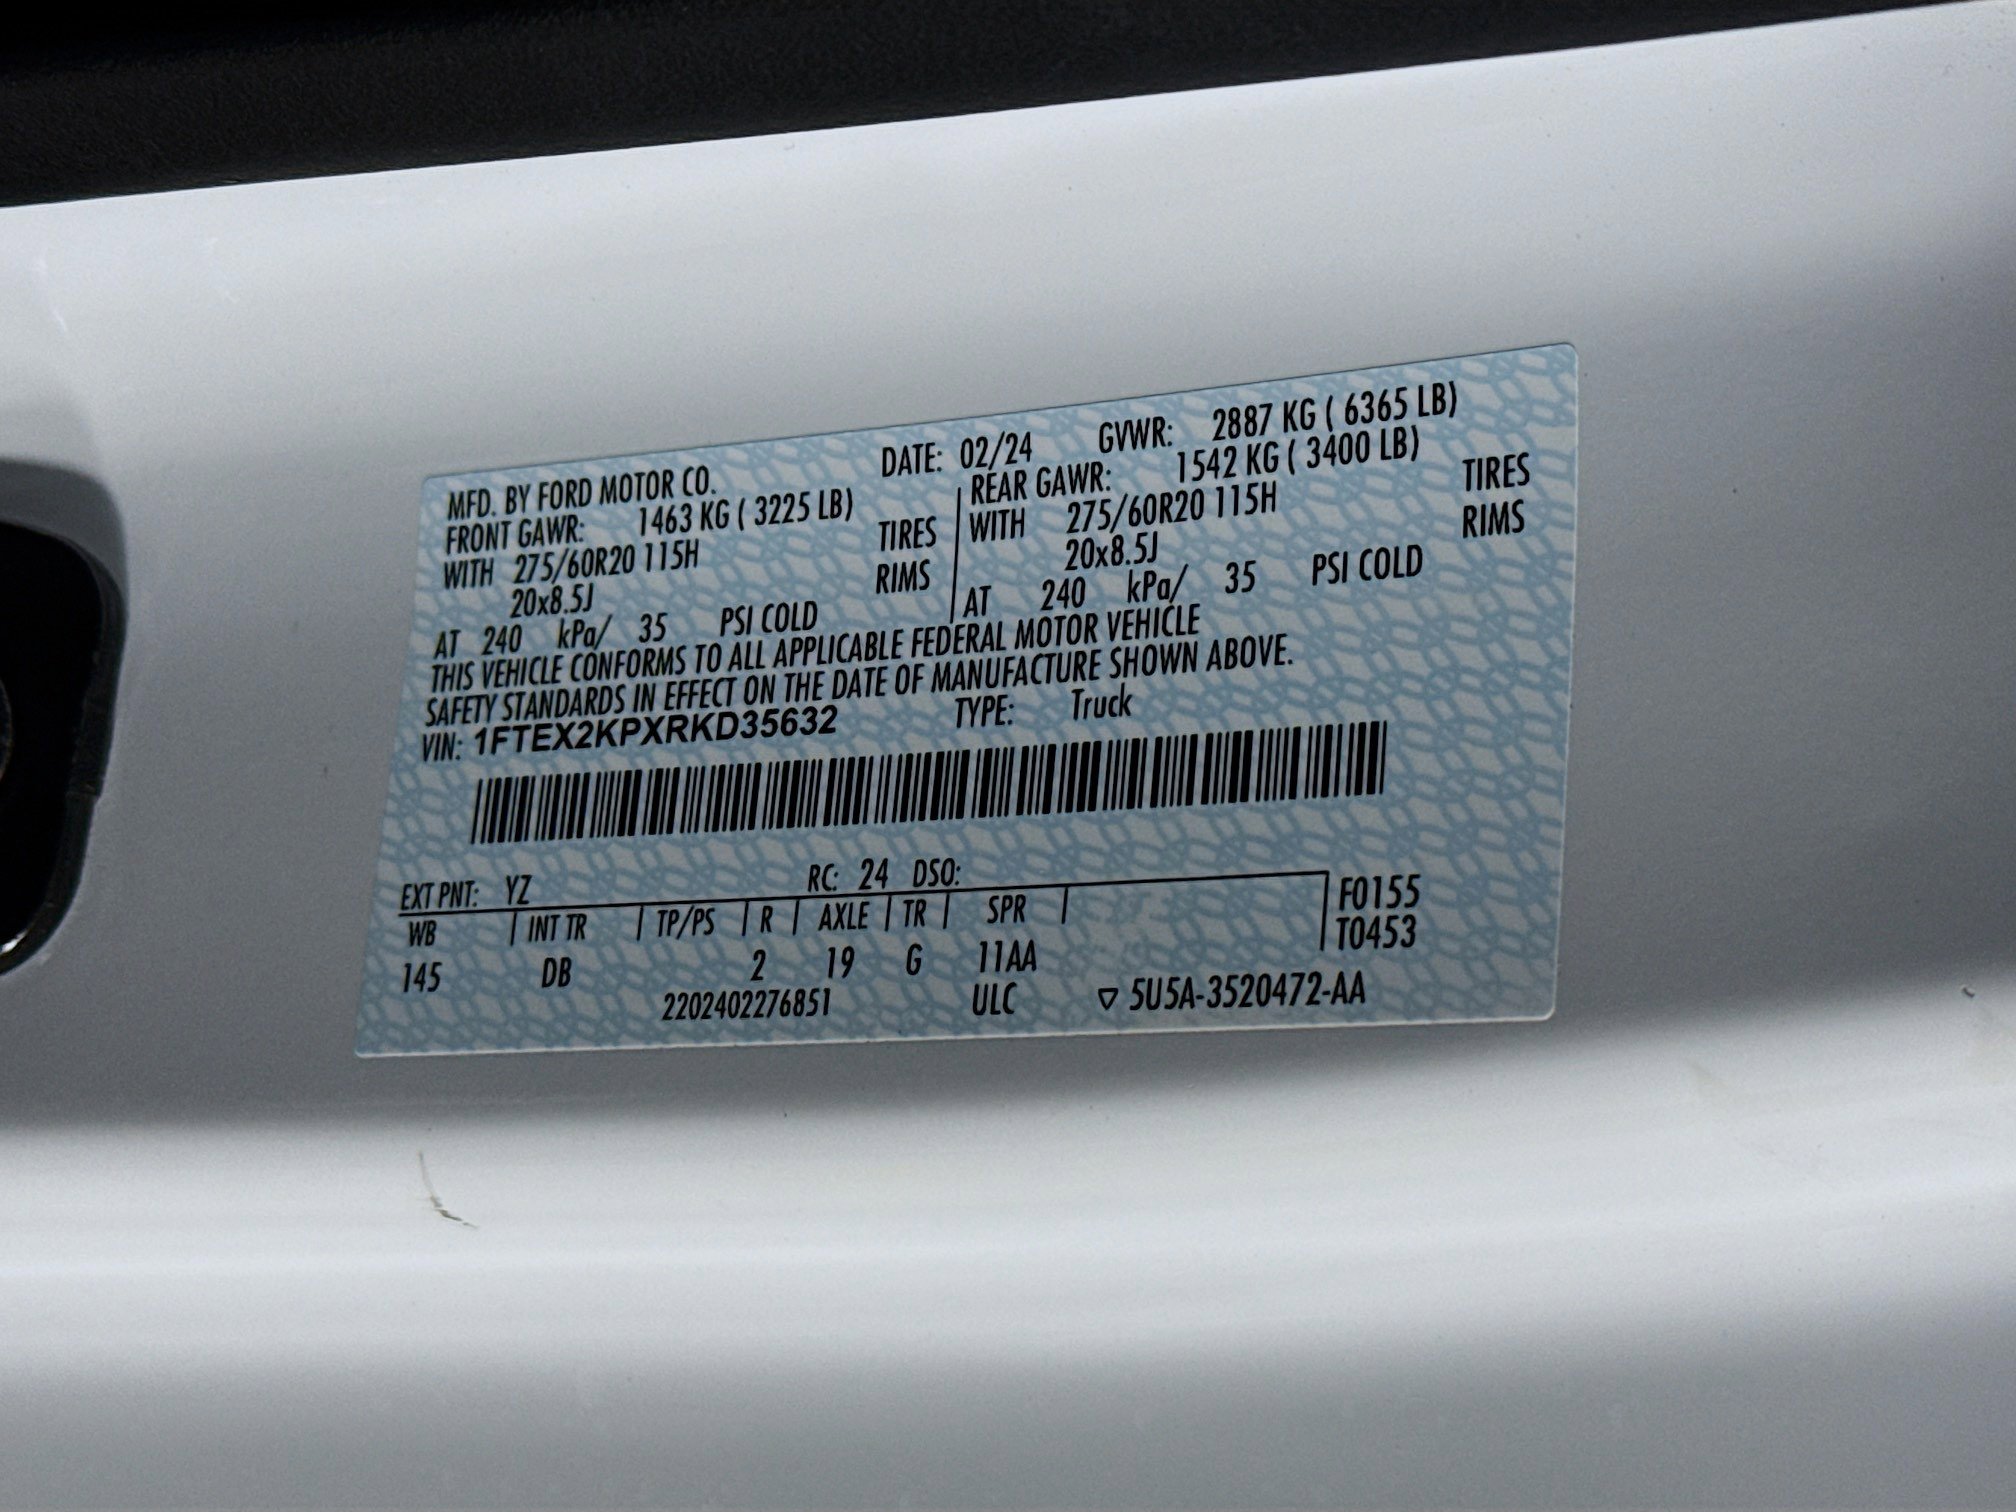 MFD. BY FORD MOTOR CO. DATE: 02/24 GVWR: 2887 KG ( 6365 LB)
FRONT GAWR: 1463 KG ( 3225 LB)
WITH 275/60R20 115H TIRES
20x8.5J RIMS
AT 240 kPa/ 35 PSI COLD
REAR GAWR: 1542 KG ( 3400 LB)
WITH 275/60R20 115H TIRES
20x8.5J RIMS
AT 240 kPa/ 35 PSI COLD
THIS VEHICLE CONFORMS TO ALL APPLICABLE FEDERAL MOTOR VEHICLE
SAFETY STANDARDS IN EFFECT ON THE DATE OF MANUFACTURE SHOWN ABOVE.
VIN: 1FTEX2KPXRKD35632 TYPE: Truck
EXT PNT: YZ RC: 24 DSO:
WB INT TR TP/PS R AXLE TR SPR F0155
T0453
145 DB 2 19 G 11AA
2202402276851 ULC ▽ 5U5A-3520472-AA